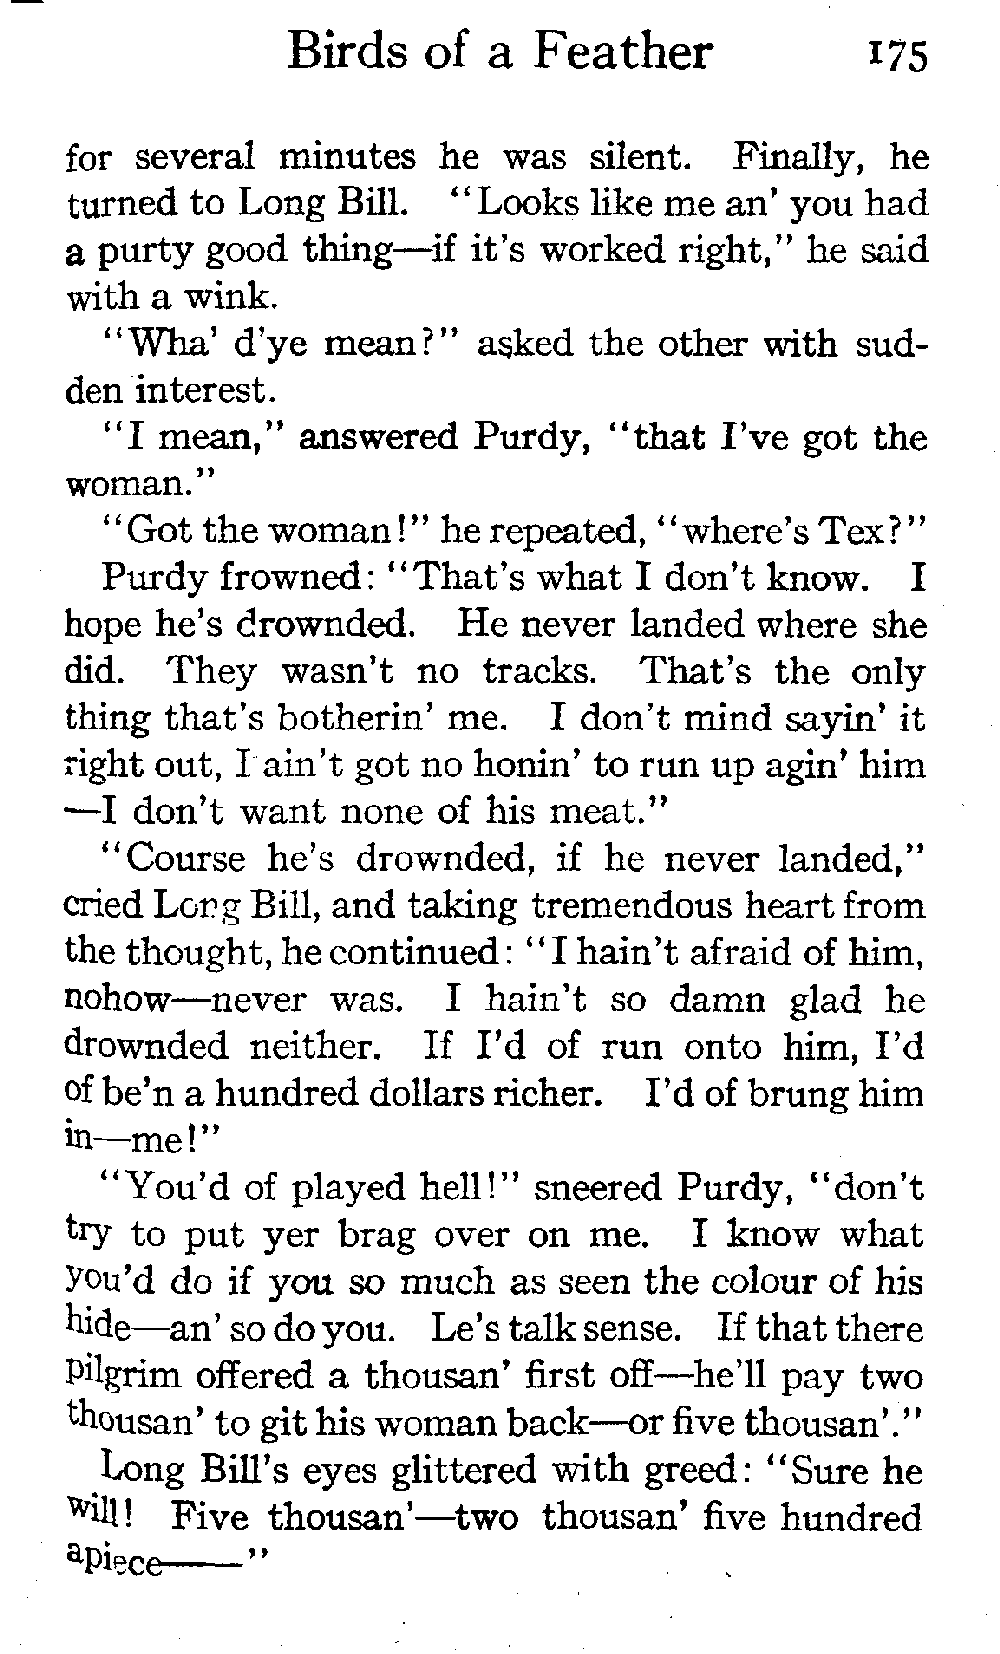 Birds of a Feather 175
for several minutes he was silent. Finally, he
turned to Long Bill. "Looks like me an' you had
a purty good thing—if it's worked right," he said
with a wink.
"Wha' d'ye mean?" asked the other with sud-
den interest.
"I mean," answered Purdy, "that I've got the
woman."
"Got the woman!" he repeated, "where's Tex?"
Purdy frowned: "That's what I don't know. I
hope he's drownded. He never landed where she
did. They wasn't no tracks. That's the only
thing that's botherin' me. I don't mind sayin' it
right out, I ain't got no honin' to run up agin' him
—I don't want none of his meat."
"Course he's drownded, if he never landed,"
cried Long Bill, and taking tremendous heart from
the thought, he continued: "I hain't afraid of him,
nohow—never was. I hain't so damn glad he
drownded neither. If I'd of run onto him, I'd
of be'n a hundred dollars richer. I'd of brung him
in—me!"
"You'd of played hell!" sneered Purdy, "don't
try to put yer brag over on me. I know what
you'd do if you so much as seen the colour of his
hide—an' so do you. Le's talk sense. If that there
pilgrim offered a thousan' first off—he'll pay two
thousan' to git his woman back—or five thousan'."
Long Bill's eyes glittered with greed: "Sure he
will! Five thousan'—two thousan' five hundred
apiece——"